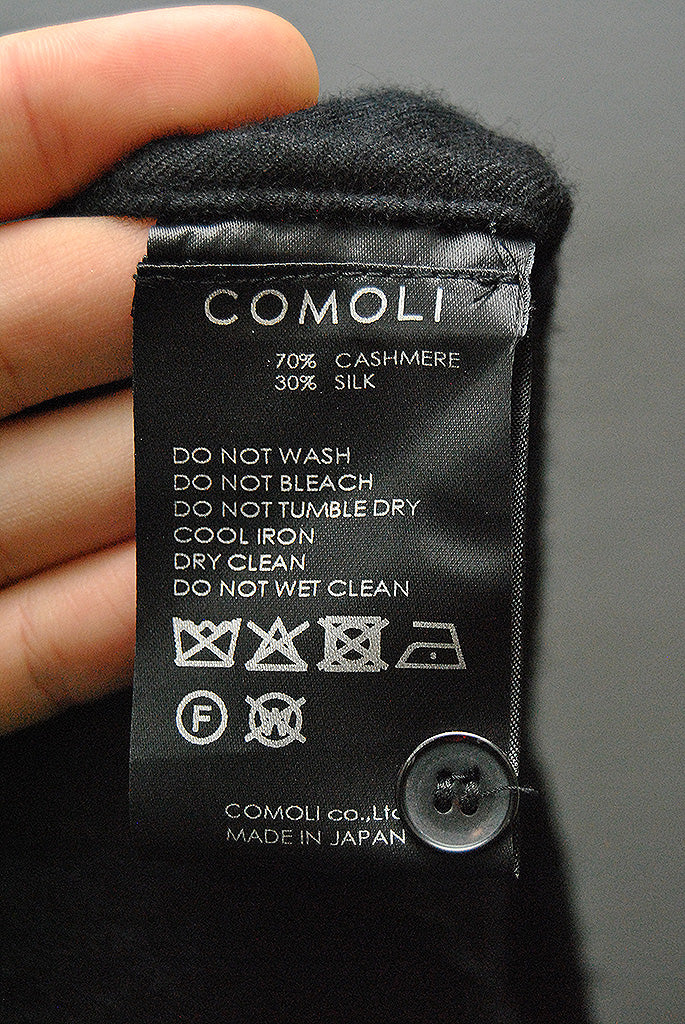 COMOLI
70% CASHMERE
30% SILK
DO NOT WASH
DO NOT BLEACH
DO NOT TUMBLE DRY
COOL IRON
DRY CLEAN
DO NOT WET CLEAN
F W
COMOLI co.,Ltd
MADE IN JAPAN